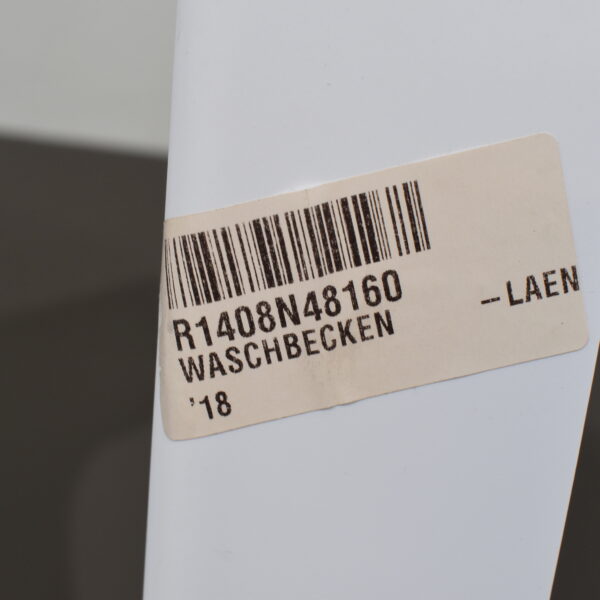 R1408N48160
WASCHBECKEN
–LAEN
'18